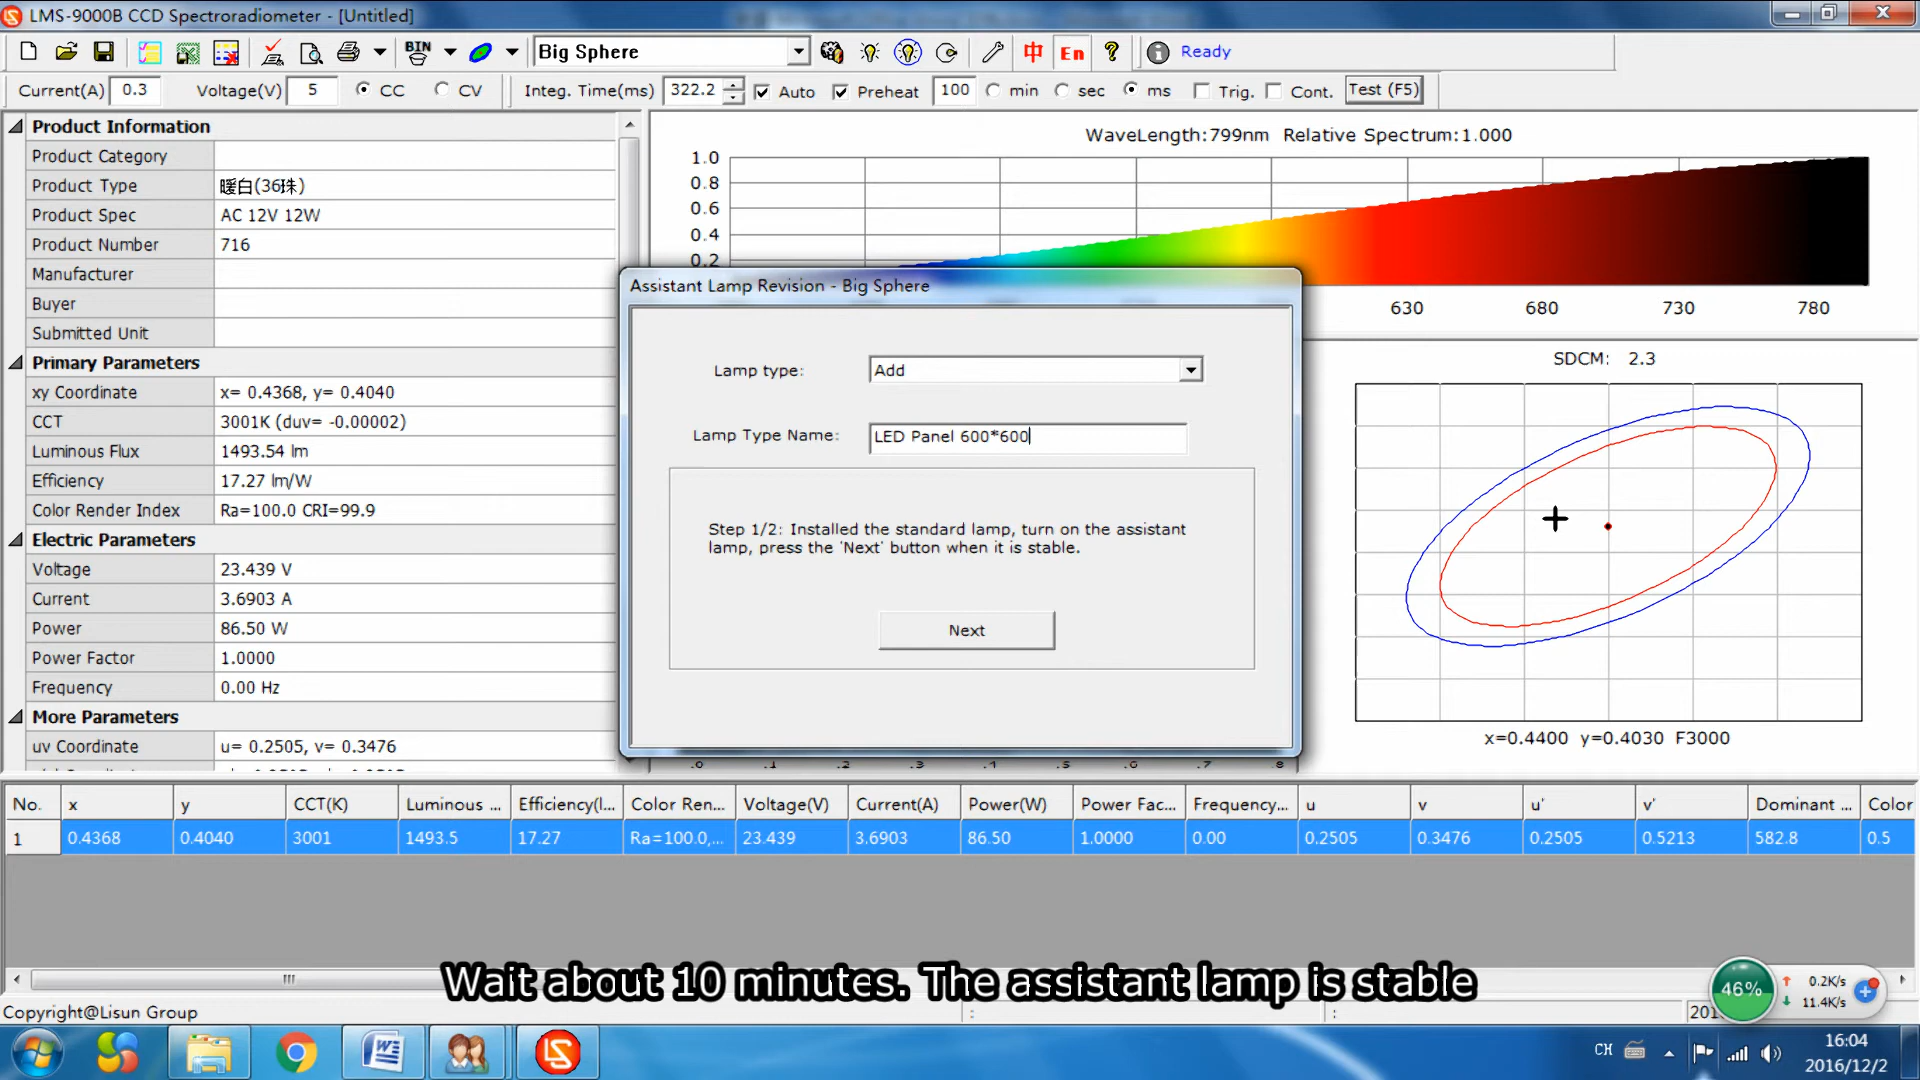 LMS-9000B CCD Spectroradiometer - [Untitled]
BIN Big Sphere 中 En ? Ready
Current(A) 0.3 Voltage(V) 5 CC CV Integ. Time(ms) 322.2 Auto Preheat 100 min sec ms Trig. Cont. Test (F5)
Product Information
Product Category
Product Type 暖白(36珠)
Product Spec AC 12V 12W
Product Number 716
Manufacturer
Buyer
Submitted Unit
Primary Parameters
xy Coordinate x= 0.4368, y= 0.4040
CCT 3001K (duv= -0.00002)
Luminous Flux 1493.54 lm
Efficiency 17.27 lm/W
Color Render Index Ra=100.0 CRI=99.9
Electric Parameters
Voltage 23.439 V
Current 3.6903 A
Power 86.50 W
Power Factor 1.0000
Frequency 0.00 Hz
More Parameters
uv Coordinate u= 0.2505, v= 0.3476
WaveLength:799nm Relative Spectrum:1.000
1.0
0.8
0.6
0.4
0.2
630 680 730 780
Assistant Lamp Revision - Big Sphere
Lamp type: Add
Lamp Type Name: LED Panel 600*600
Step 1/2: Installed the standard lamp, turn on the assistant
lamp, press the 'Next' button when it is stable.
Next
SDCM: 2.3
x=0.4400 y=0.4030 F3000
.0 .1 .2 .3 .4 .5 .6 .7 .8
No. x y CCT(K) Luminous ... Efficiency(l... Color Ren... Voltage(V) Current(A) Power(W) Power Fac... Frequency... u v u' v' Dominant ... Color
1 0.4368 0.4040 3001 1493.5 17.27 Ra=100.0,... 23.439 3.6903 86.50 1.0000 0.00 0.2505 0.3476 0.2505 0.5213 582.8 0.5
Wait about 10 minutes. The assistant lamp is stable
46% 0.2K/s
11.4K/s
Copyright@Lisun Group : : 201
CH 16:04
2016/12/2